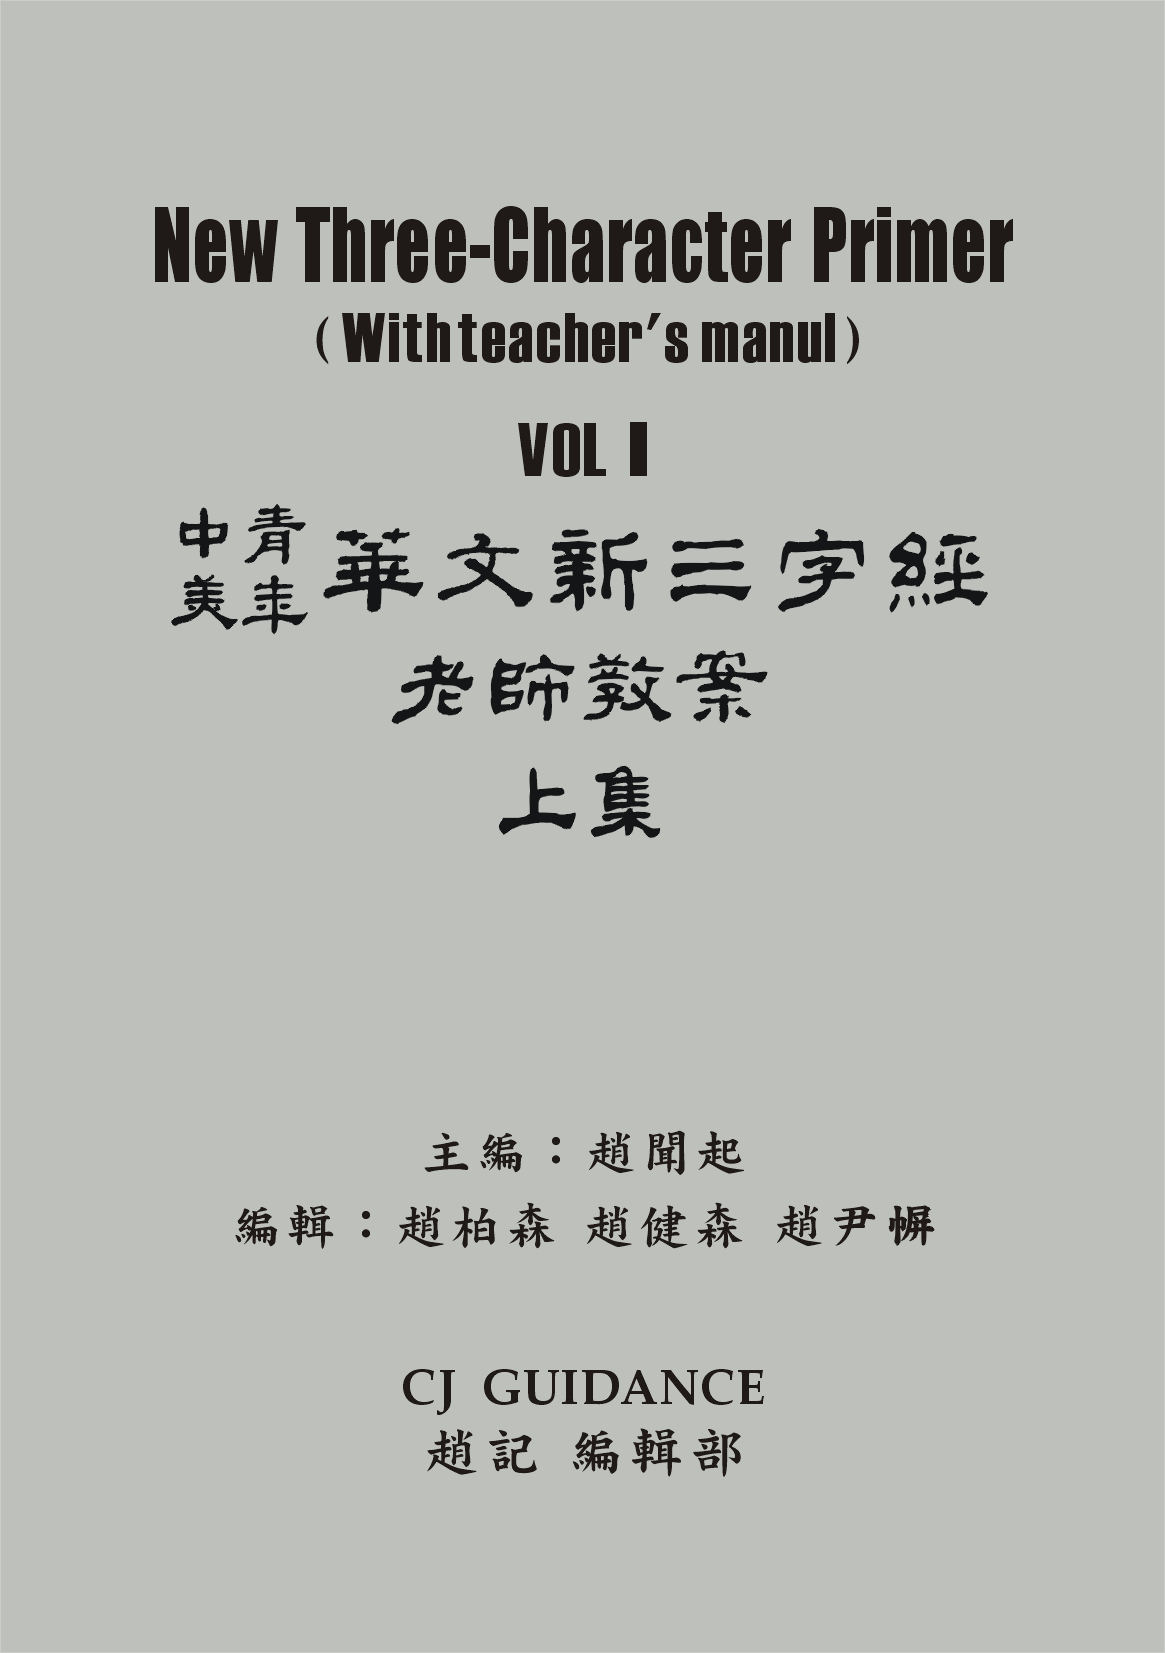 New Three-Character Primer
( With teacher's manul )
VOL I
中美青年華文新三字經
老師教案
上集
主編：趙聞起
編輯：趙柏森 趙健森 趙尹幈
CJ GUIDANCE
趙記 編輯部